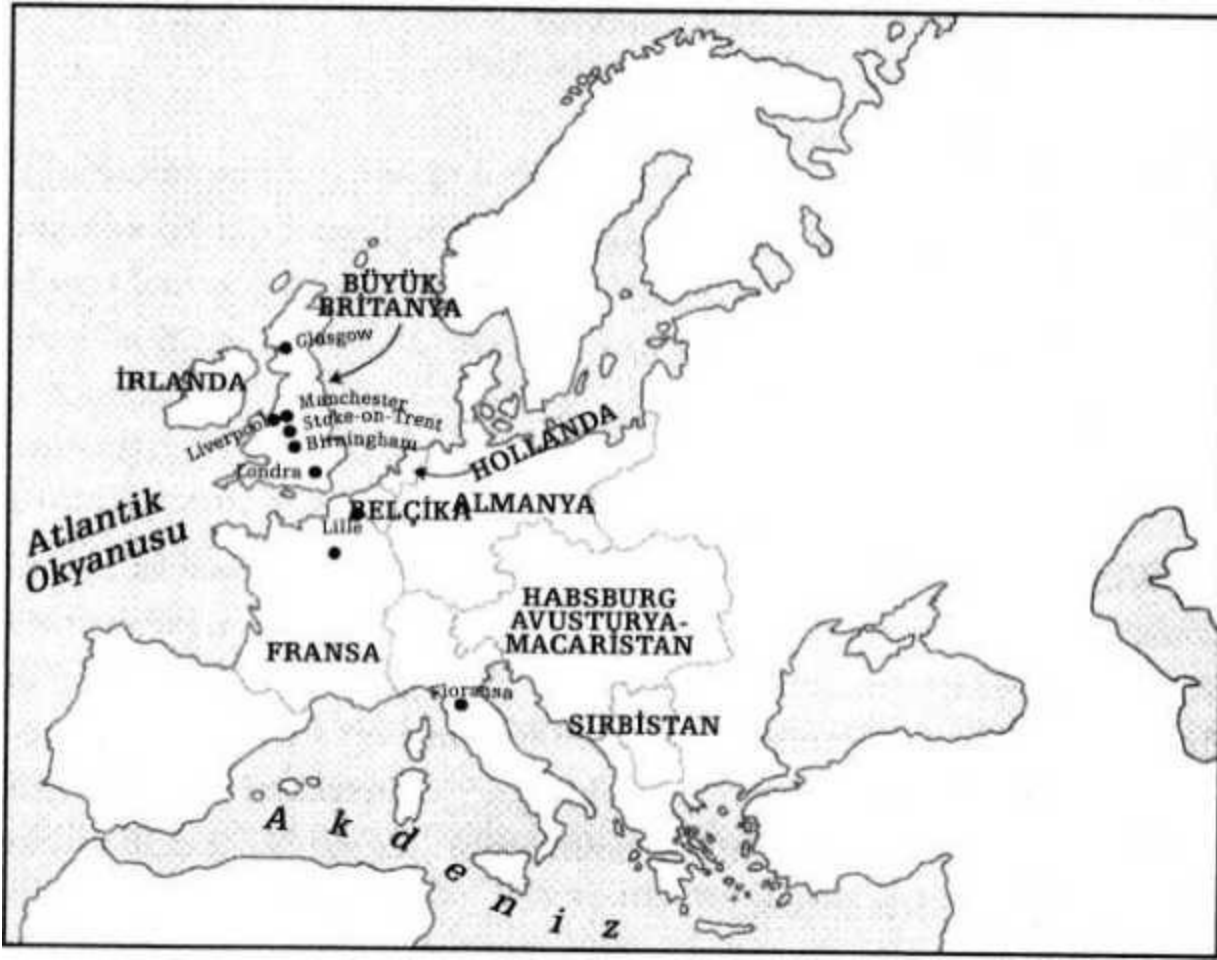 BÜYÜK
BRİTANYA
Glasgow
İRLANDA
Manchester
Stoke-on-Trent
Liverpool
Birmingham
Londra
HOLLANDA
BELÇİKA
ALMANYA
Lille
Atlantik
Okyanusu
HABSBURG
AVUSTURYA-
MACARİSTAN
FRANSA
Floransa
SIRBİSTAN
Akdeniz